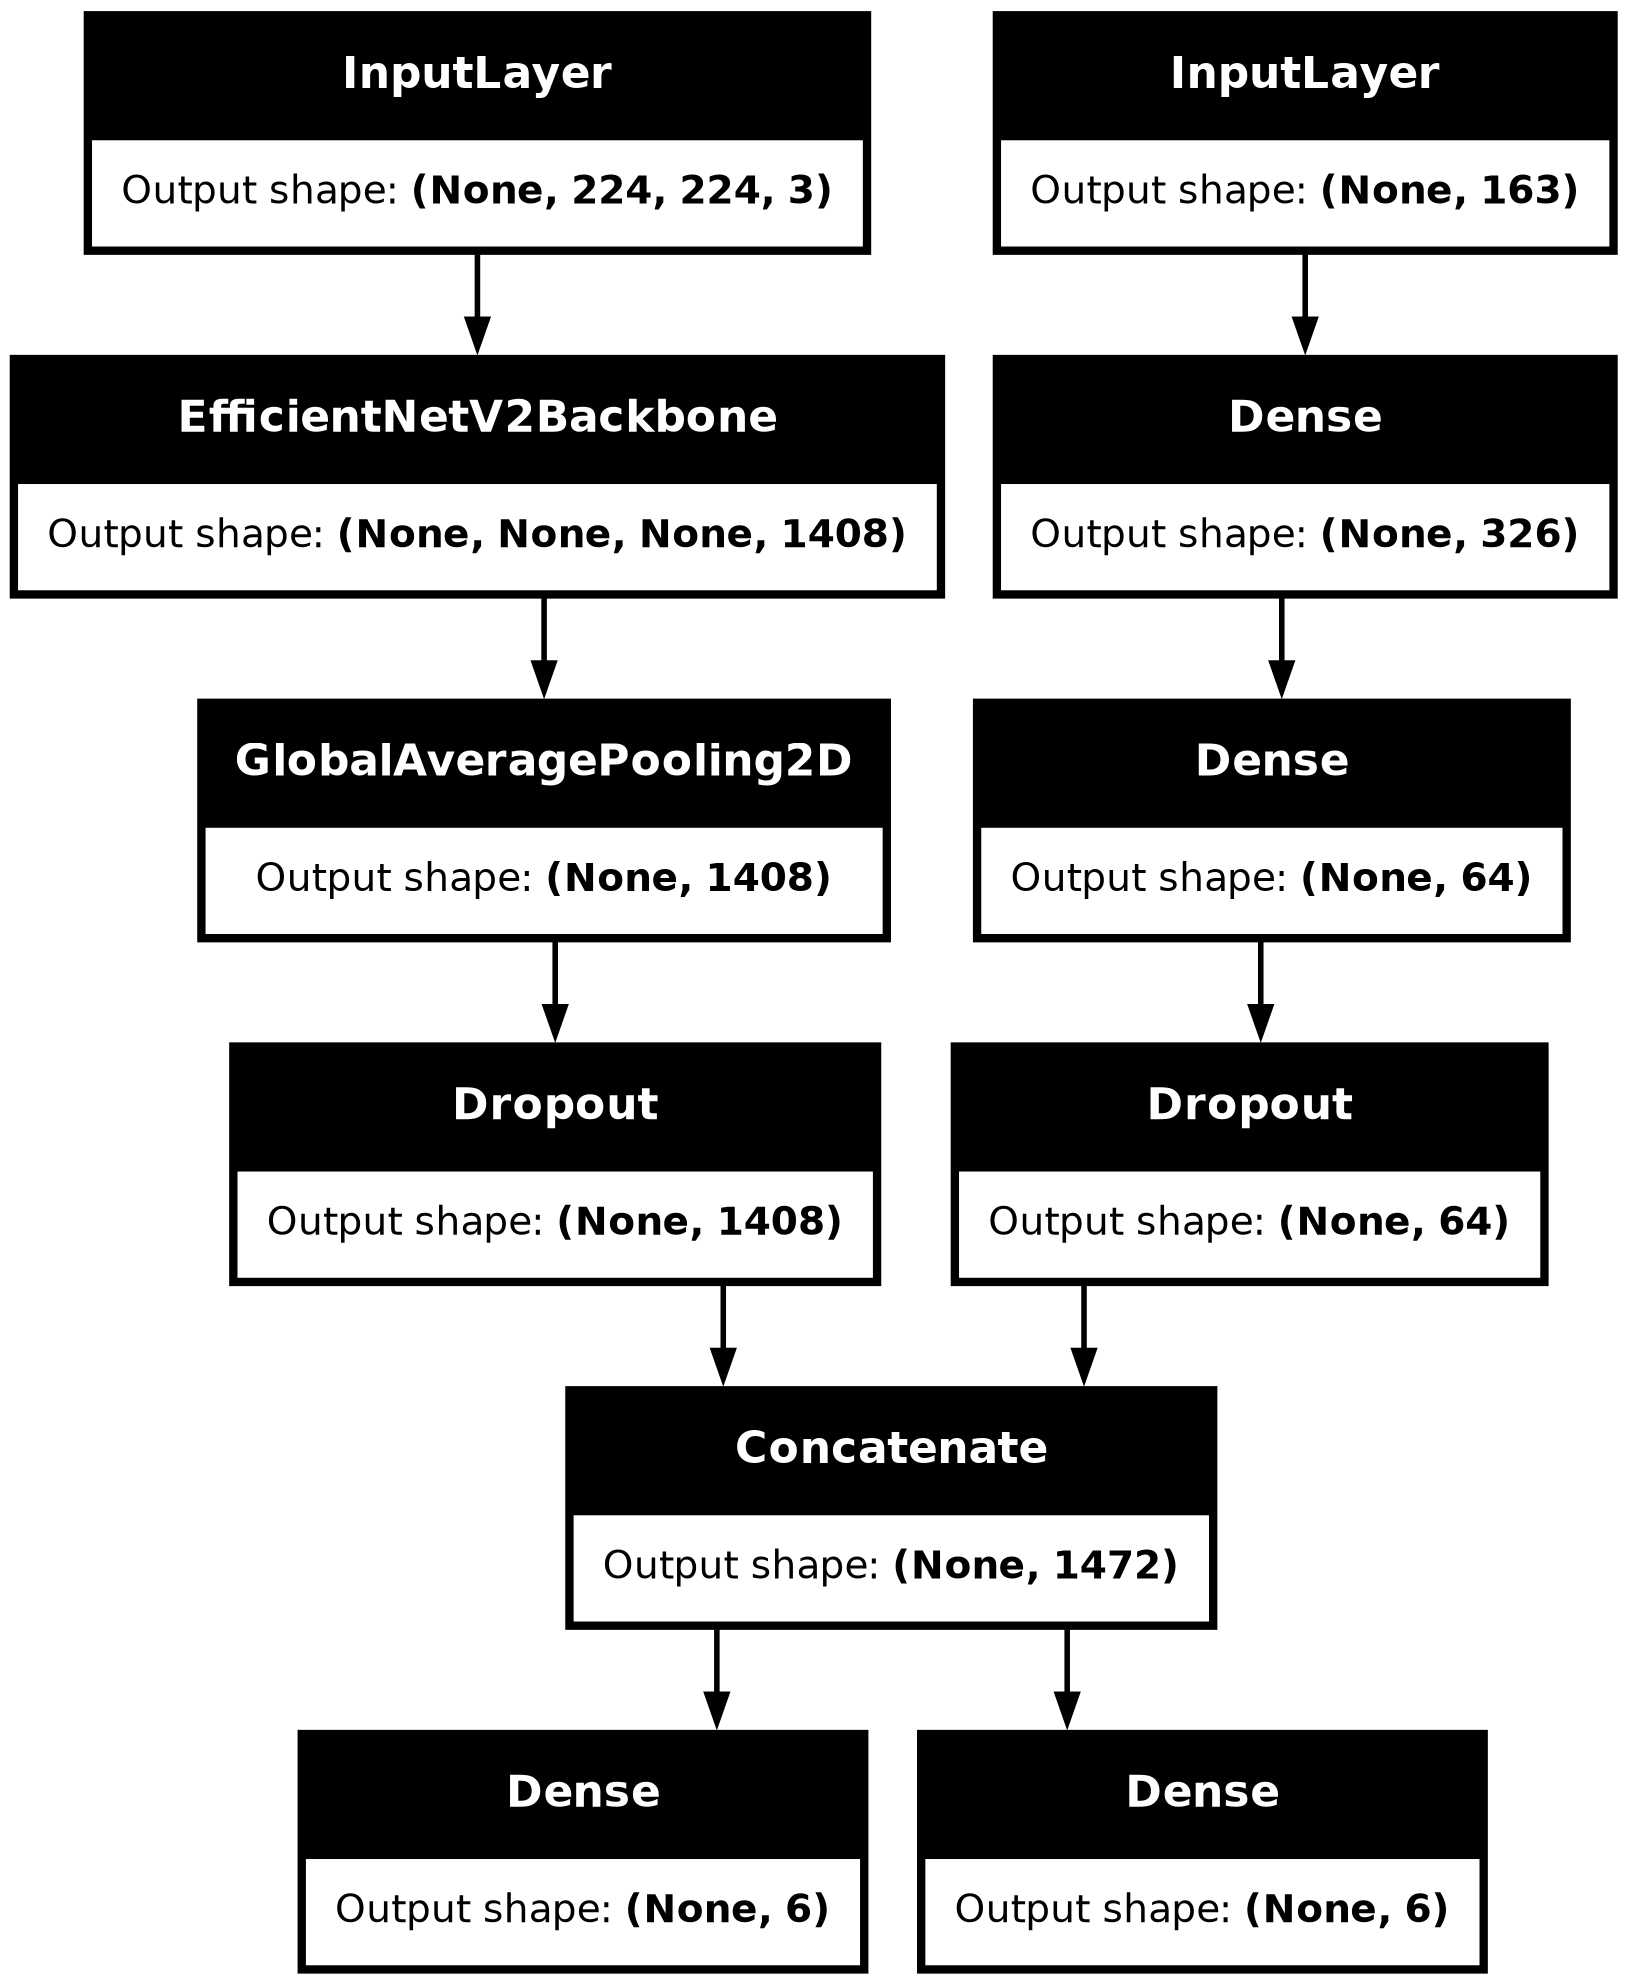 InputLayer
Output shape: (None, 224, 224, 3)
InputLayer
Output shape: (None, 163)
EfficientNetV2Backbone
Output shape: (None, None, None, 1408)
Dense
Output shape: (None, 326)
GlobalAveragePooling2D
Output shape: (None, 1408)
Dense
Output shape: (None, 64)
Dropout
Output shape: (None, 1408)
Dropout
Output shape: (None, 64)
Concatenate
Output shape: (None, 1472)
Dense
Output shape: (None, 6)
Dense
Output shape: (None, 6)